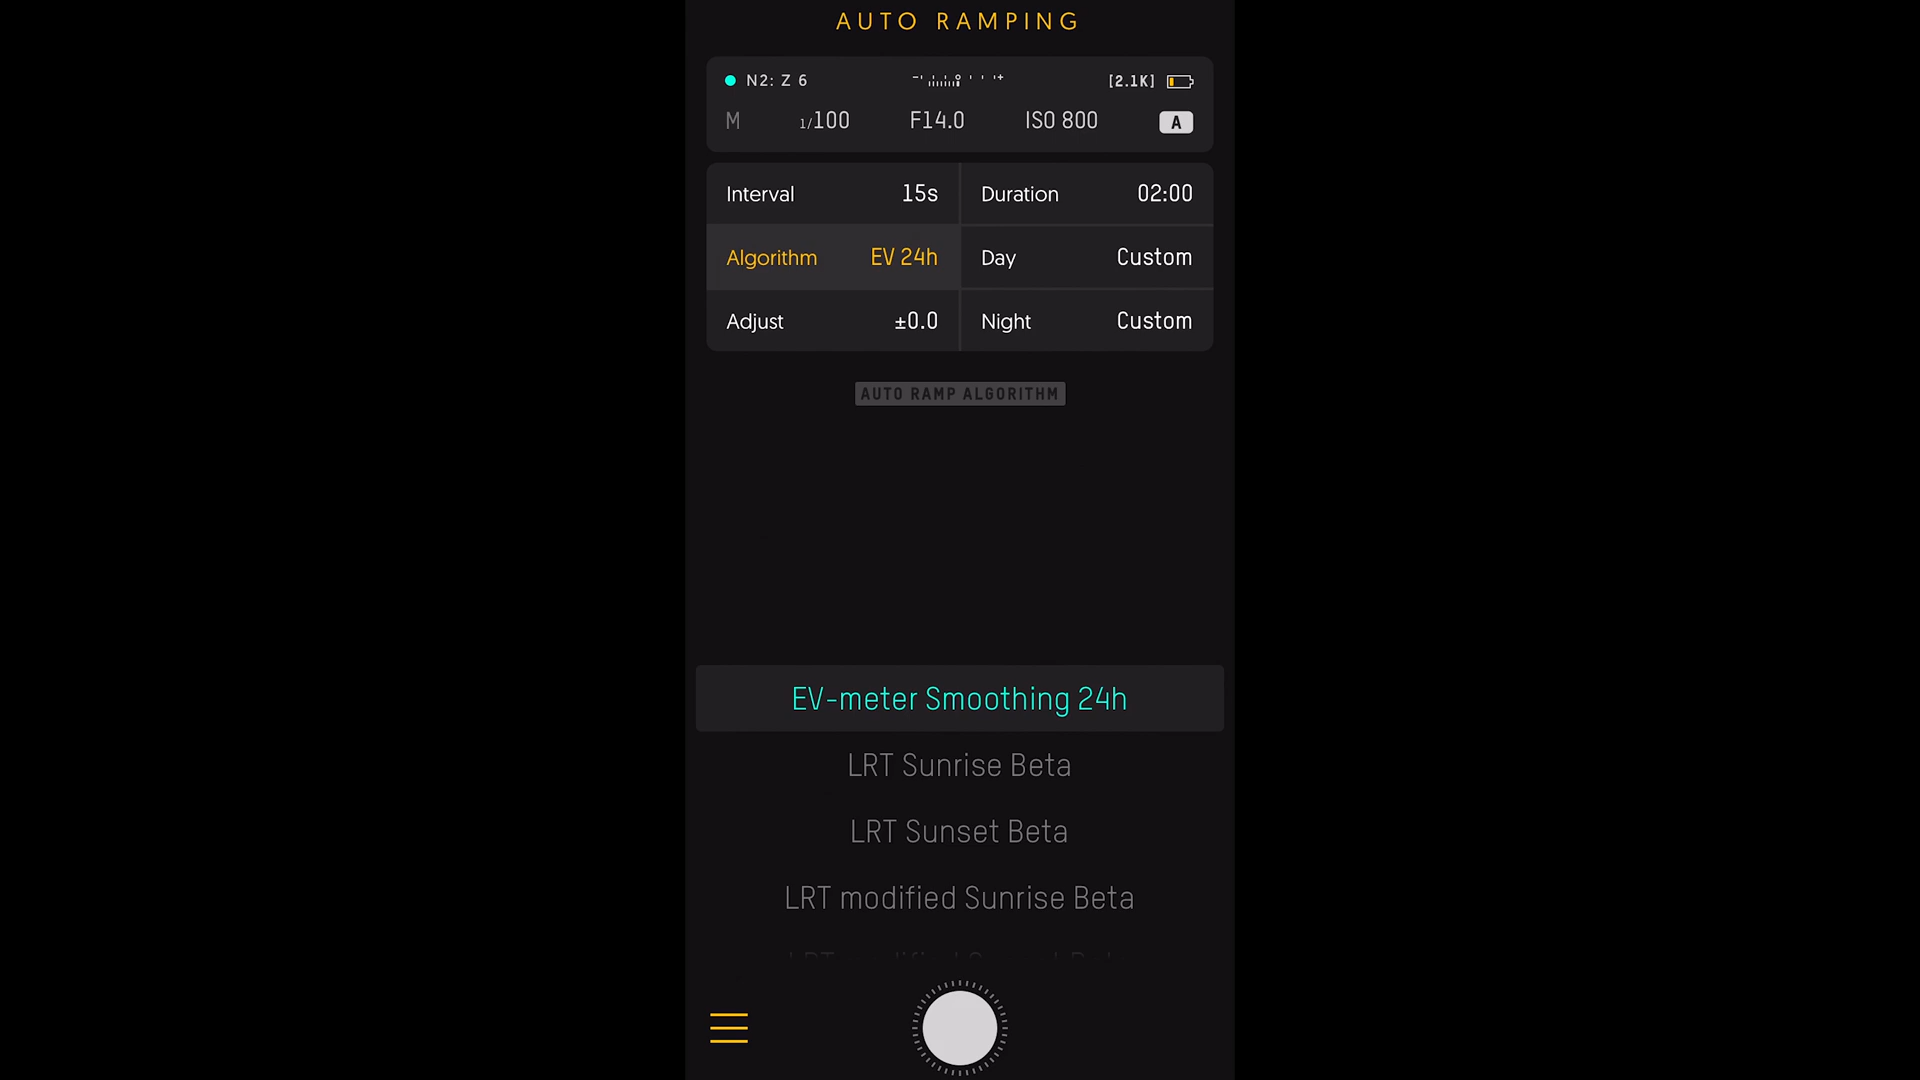 AUTO RAMPING
N2: Z 6 [2.1K]
M 1/100 F14.0 ISO 800 A
Interval 15s Duration 02:00
Algorithm EV 24h Day Custom
Adjust ±0.0 Night Custom
AUTO RAMP ALGORITHM
EV-meter Smoothing 24h
LRT Sunrise Beta
LRT Sunset Beta
LRT modified Sunrise Beta